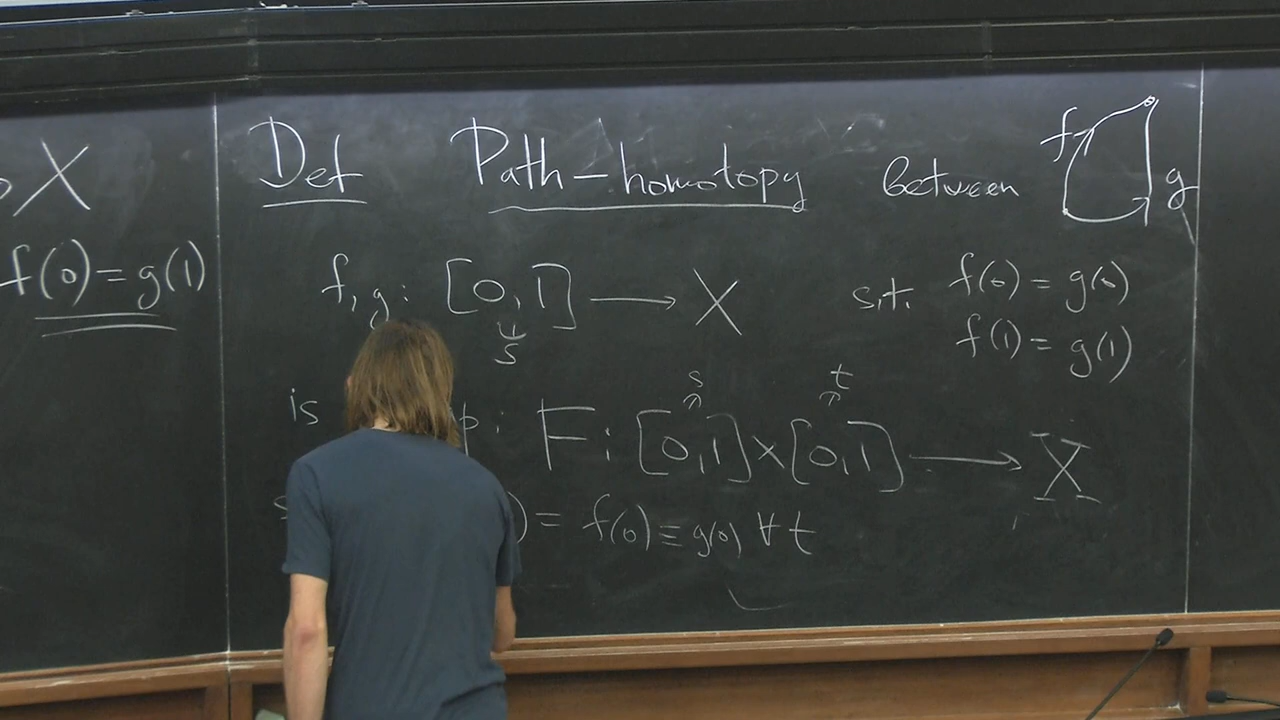 X
f(0) = g(1)
Def Path-homotopy between
f
g
f, g: [0,1] ⟶ X s.t. f(0) = g(0)
s
f(1) = g(1)
s t
is p: F: [0,1] × [0,1] ⟶ X
) = f(0) ≡ g(0) ∀ t